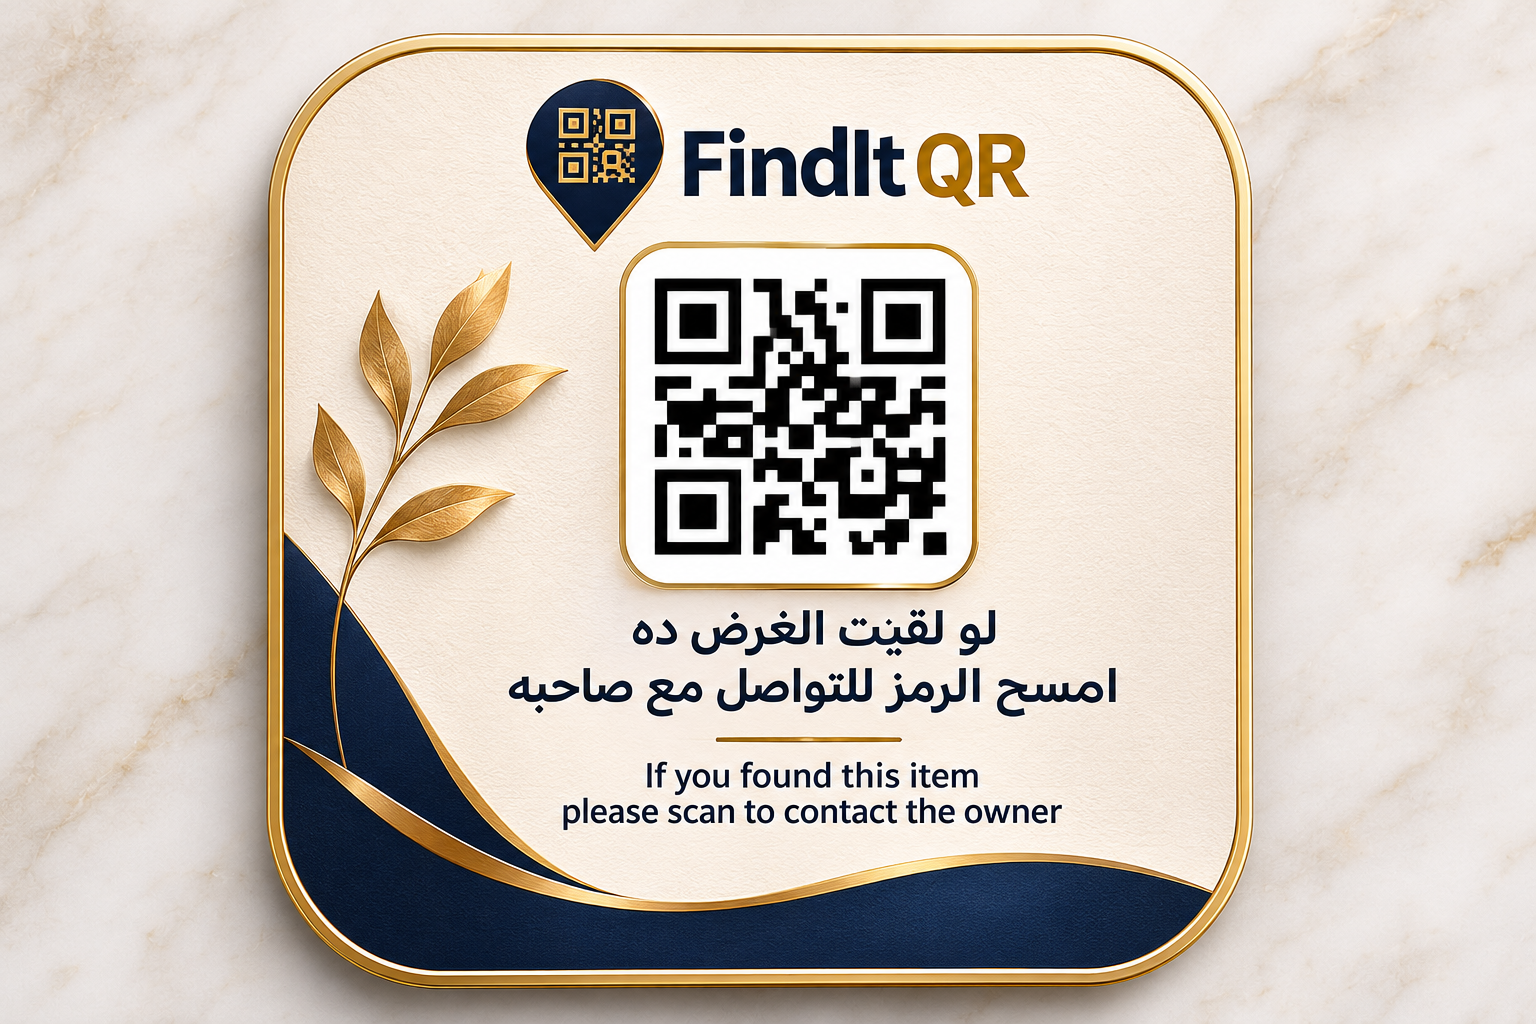 FindIt QR
لو لقيت الغرض ده
امسح الرمز للتواصل مع صاحبه
If you found this item
please scan to contact the owner